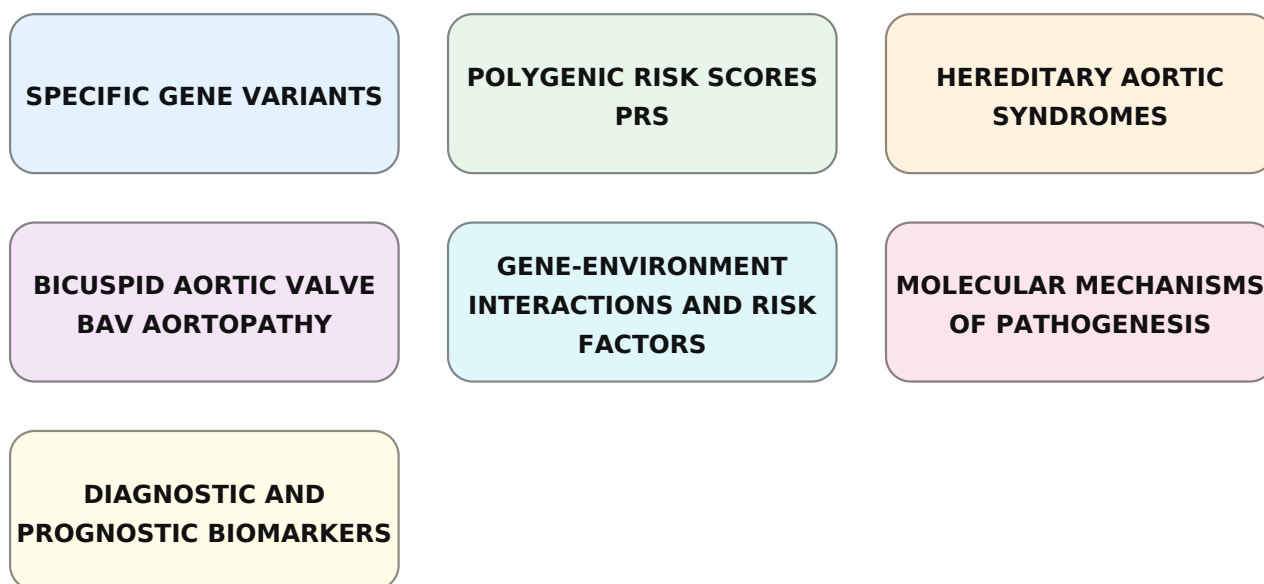 SPECIFIC GENE VARIANTS
POLYGENIC RISK SCORES
PRS
HEREDITARY AORTIC
SYNDROMES
BICUSPID AORTIC VALVE
BAV AORTOPATHY
GENE-ENVIRONMENT
INTERACTIONS AND RISK
FACTORS
MOLECULAR MECHANISMS
OF PATHOGENESIS
DIAGNOSTIC AND
PROGNOSTIC BIOMARKERS